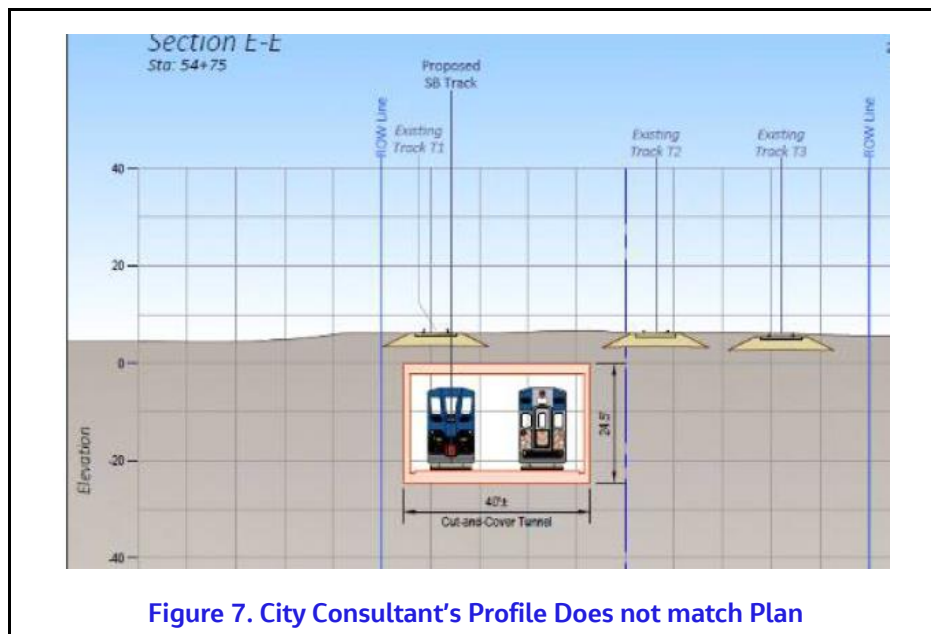 Section E-E
Sta: 54+75
Proposed
SB Track
ROW Line
Existing
Track T1
Existing
Track T2
Existing
Track T3
ROW Line
40
20
0
-20
-40
Elevation
24.5'
40'±
Cut-and-Cover Tunnel
Figure 7. City Consultant's Profile Does not match Plan